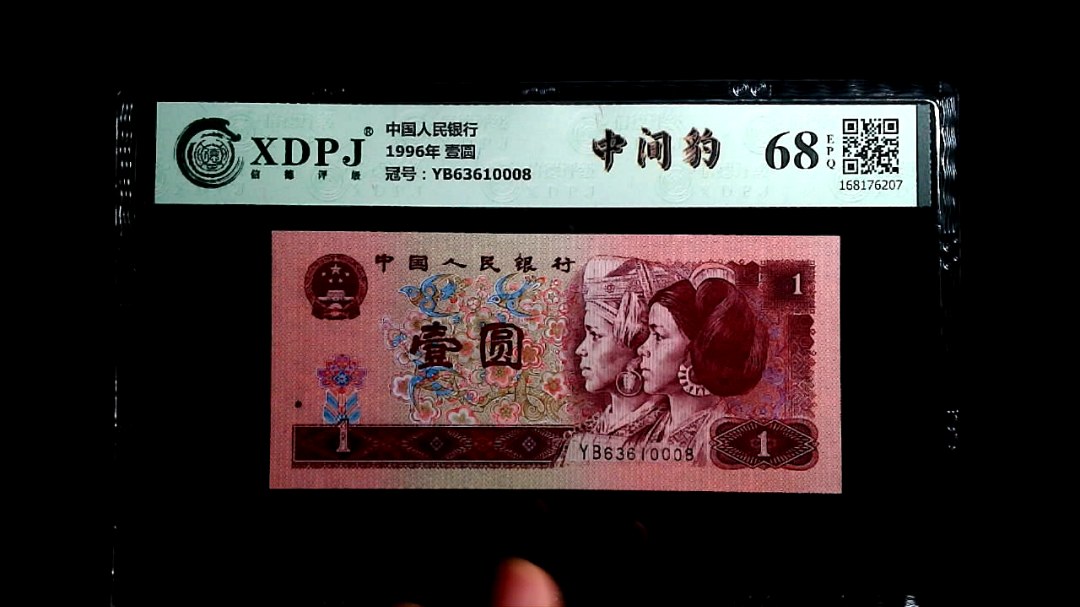 XDPJ®
信德评级
中国人民银行
1996年 壹圆
冠号：YB63610008
中间豹
68
EPQ
168176207
中国人民银行
1
壹圆
1
YB63610008
1